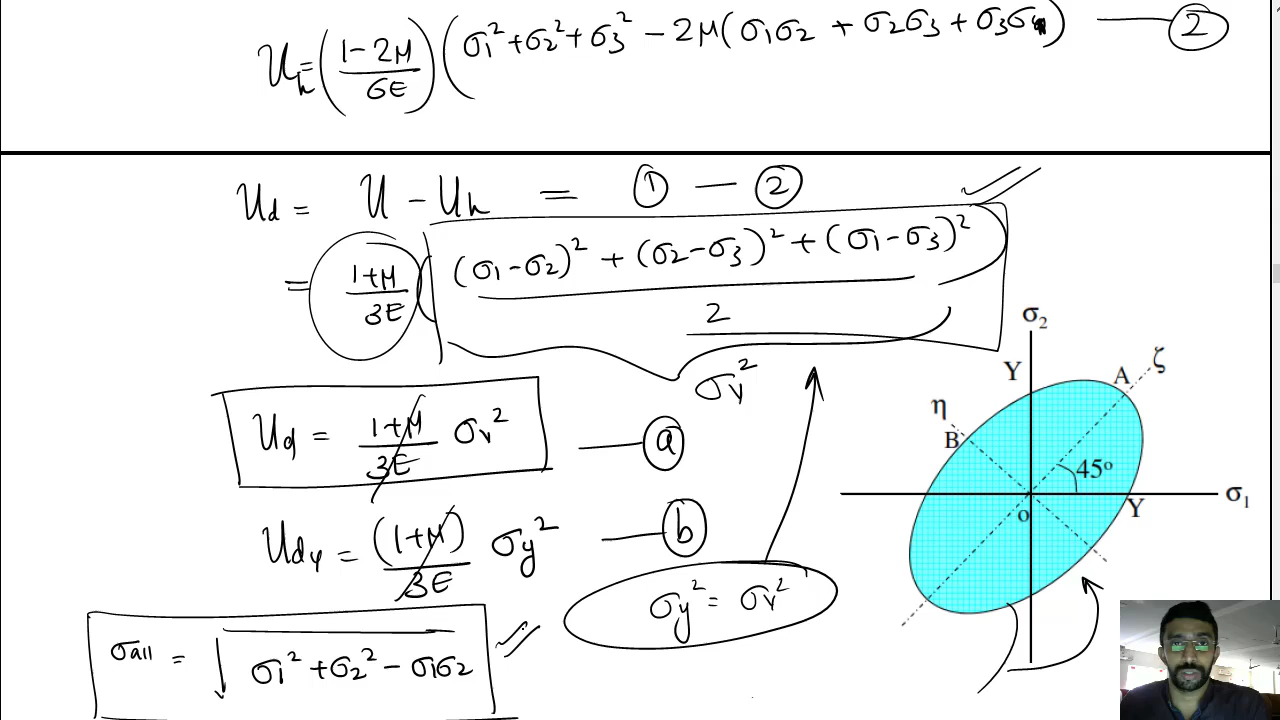 Uh = (1-2μ / 6E) (σ1² + σ2² + σ3² - 2μ(σ1σ2 + σ2σ3 + σ3σ1) — 2
Ud = U - Uh = 1 - 2
= 1+μ / 3E ( (σ1-σ2)² + (σ2-σ3)² + (σ1-σ3)² / 2 )
σv²
Ud = 1+μ / 3E σv² — a
Udy = (1+μ) / 3E σy² — b
σy² = σv²
σall = √ σ1² + σ2² - σ1σ2
σ2
Y
A
ζ
η
B
45°
o
Y
σ1